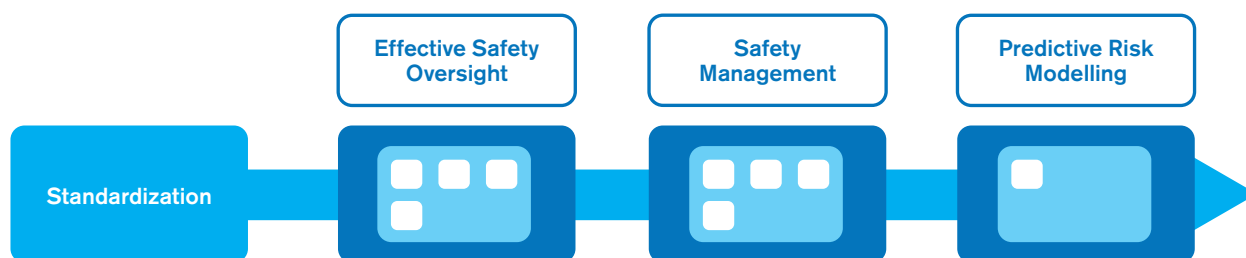 Effective Safety
Oversight
Safety
Management
Predictive Risk
Modelling
Standardization